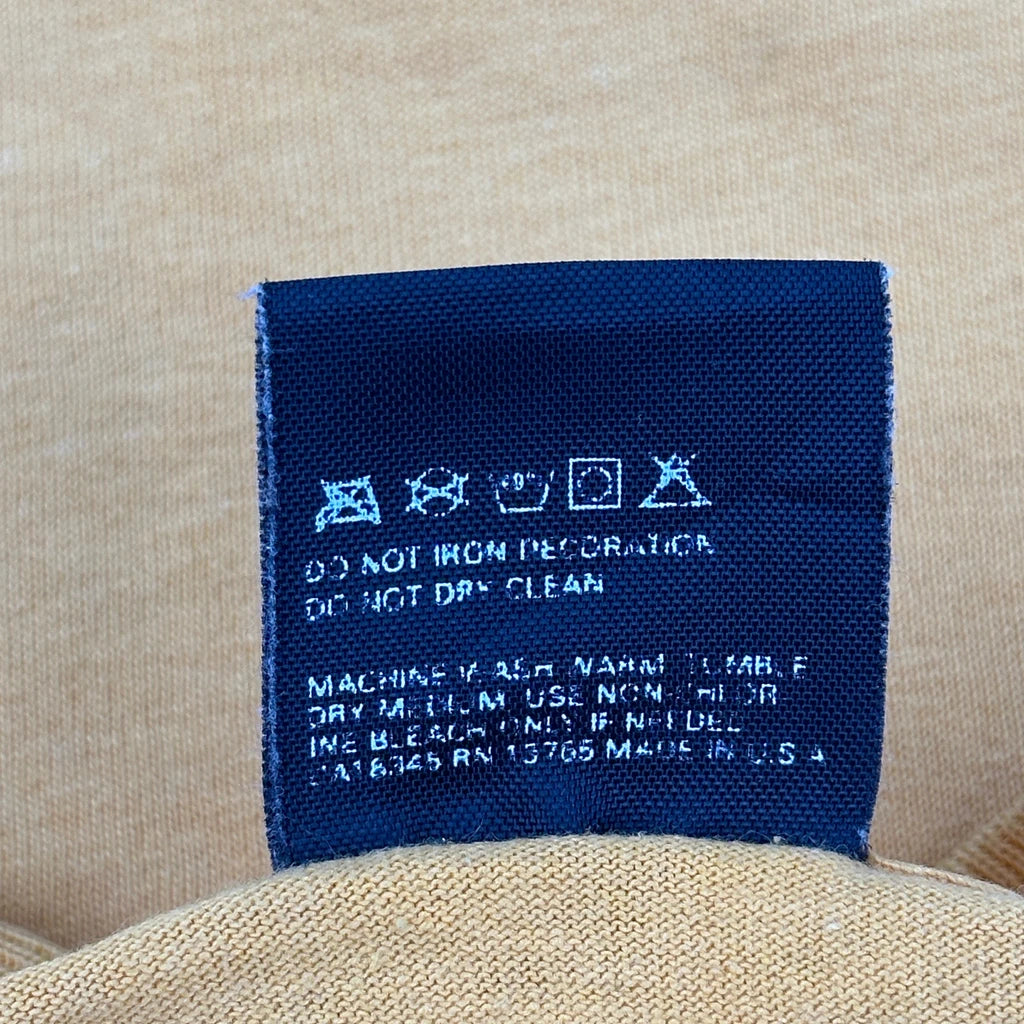 40°
DO NOT IRON DECORATION
DO NOT DRY CLEAN
MACHINE WASH WARM TUMBLE
DRY MEDIUM USE NON CHLOR
INE BLEACH ONLY IF NEEDED
CA18345 RN 13765 MADE IN U.S.A